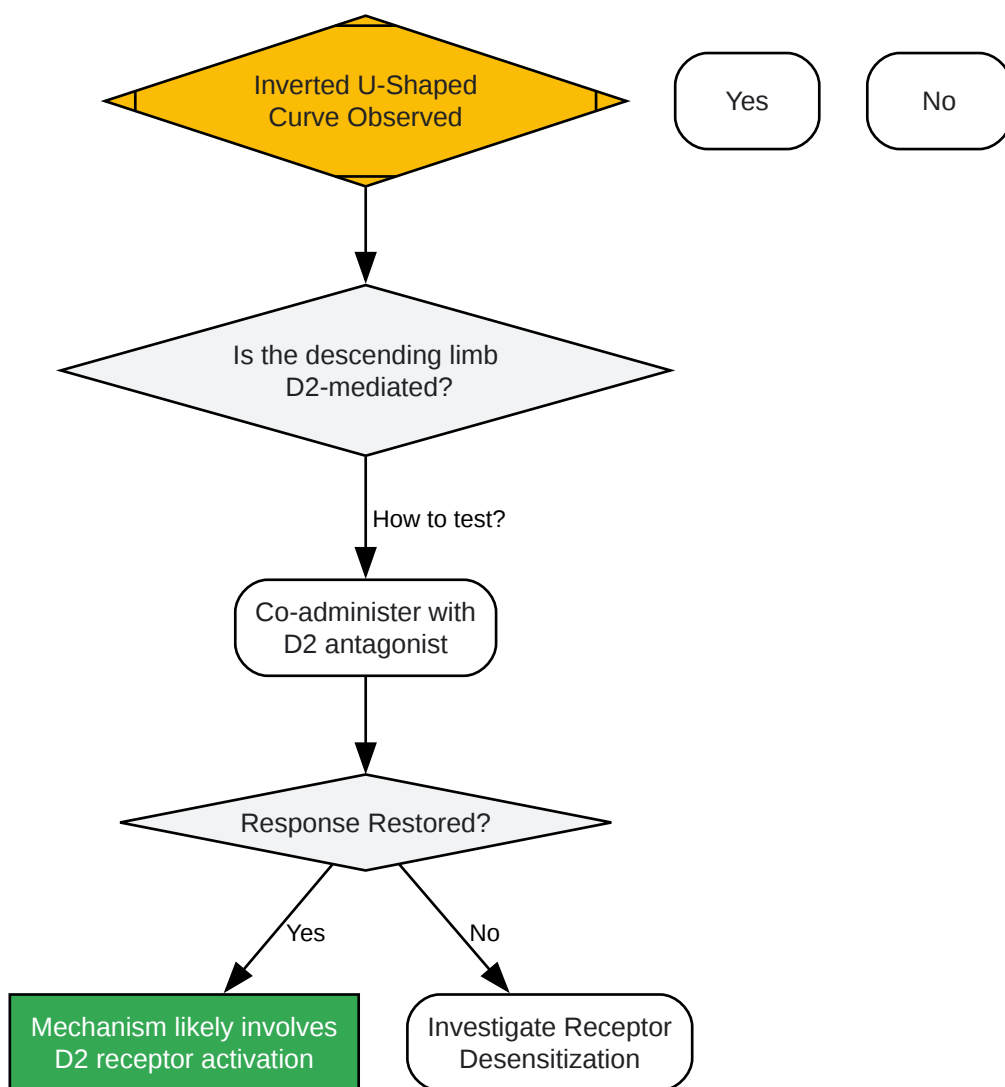 Inverted U-Shaped
Curve Observed
Yes
No
Is the descending limb
D2-mediated?
How to test?
Co-administer with
D2 antagonist
Response Restored?
Yes
No
Mechanism likely involves
D2 receptor activation
Investigate Receptor
Desensitization